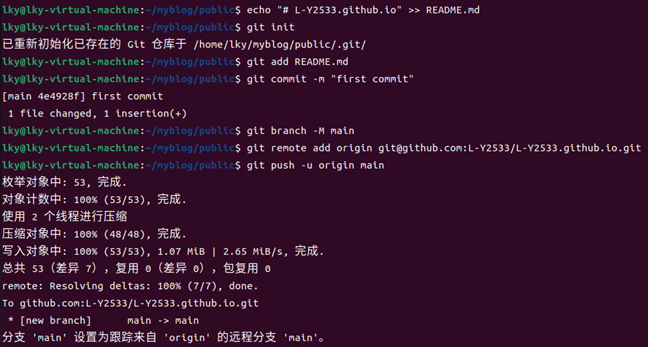 lky@lky-virtual-machine:~/myblog/public$ echo "# L-Y2533.github.io" >> README.md
lky@lky-virtual-machine:~/myblog/public$ git init
已重新初始化已存在的 Git 仓库于 /home/lky/myblog/public/.git/
lky@lky-virtual-machine:~/myblog/public$ git add README.md
lky@lky-virtual-machine:~/myblog/public$ git commit -m "first commit"
[main 4e4928f] first commit
 1 file changed, 1 insertion(+)
lky@lky-virtual-machine:~/myblog/public$ git branch -M main
lky@lky-virtual-machine:~/myblog/public$ git remote add origin git@github.com:L-Y2533/L-Y2533.github.io.git
lky@lky-virtual-machine:~/myblog/public$ git push -u origin main
枚举对象中: 53, 完成.
对象计数中: 100% (53/53), 完成.
使用 2 个线程进行压缩
压缩对象中: 100% (48/48), 完成.
写入对象中: 100% (53/53), 1.07 MiB | 2.65 MiB/s, 完成.
总共 53（差异 7），复用 0（差异 0），包复用 0
remote: Resolving deltas: 100% (7/7), done.
To github.com:L-Y2533/L-Y2533.github.io.git
 * [new branch]      main -> main
分支 'main' 设置为跟踪来自 'origin' 的远程分支 'main'。